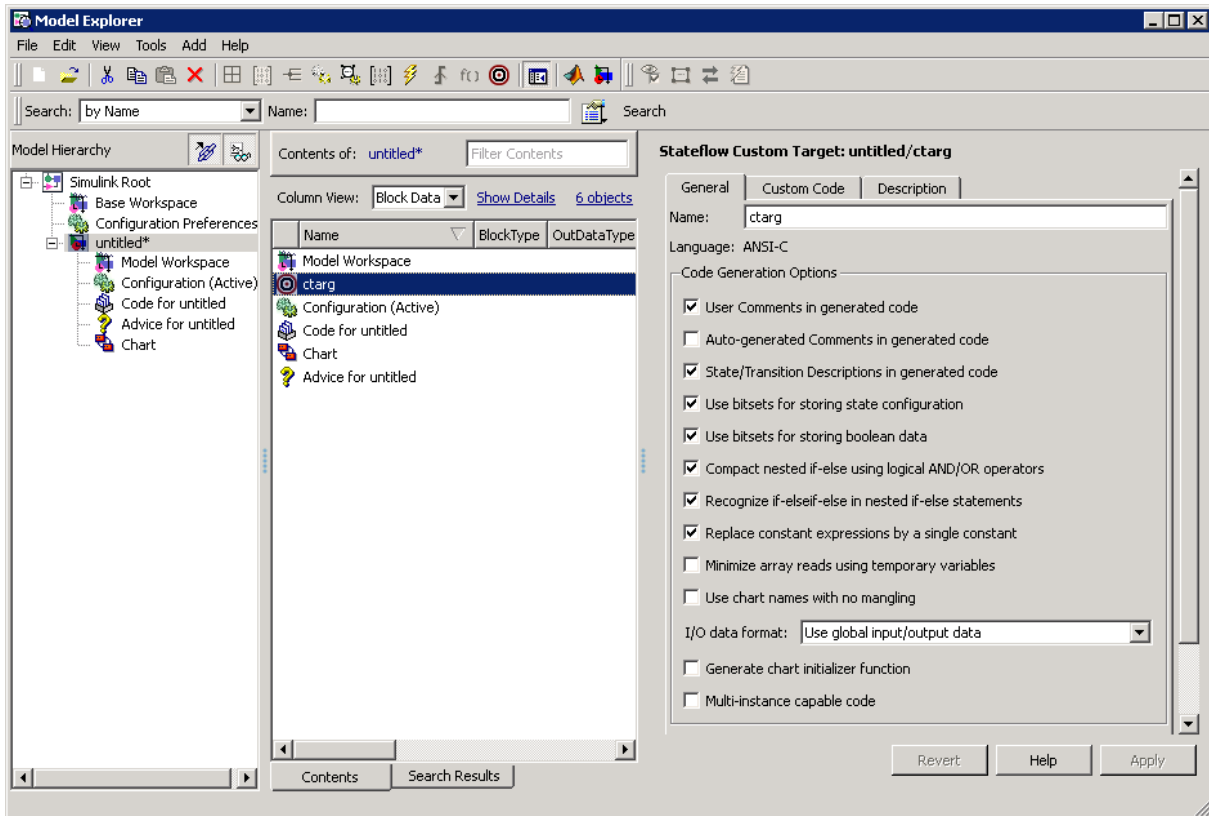 Model Explorer
File Edit View Tools Add Help
f()
Search: by Name Name: Search
Model Hierarchy
Simulink Root
Base Workspace
Configuration Preferences
untitled*
Model Workspace
Configuration (Active)
Code for untitled
Advice for untitled
Chart
Contents of: untitled* Filter Contents
Column View: Block Data Show Details 6 objects
Name BlockType OutDataType
Model Workspace
ctarg
Configuration (Active)
Code for untitled
Chart
Advice for untitled
Contents Search Results
Stateflow Custom Target: untitled/ctarg
General Custom Code Description
Name: ctarg
Language: ANSI-C
Code Generation Options
User Comments in generated code
Auto-generated Comments in generated code
State/Transition Descriptions in generated code
Use bitsets for storing state configuration
Use bitsets for storing boolean data
Compact nested if-else using logical AND/OR operators
Recognize if-elseif-else in nested if-else statements
Replace constant expressions by a single constant
Minimize array reads using temporary variables
Use chart names with no mangling
I/O data format: Use global input/output data
Generate chart initializer function
Multi-instance capable code
Revert Help Apply